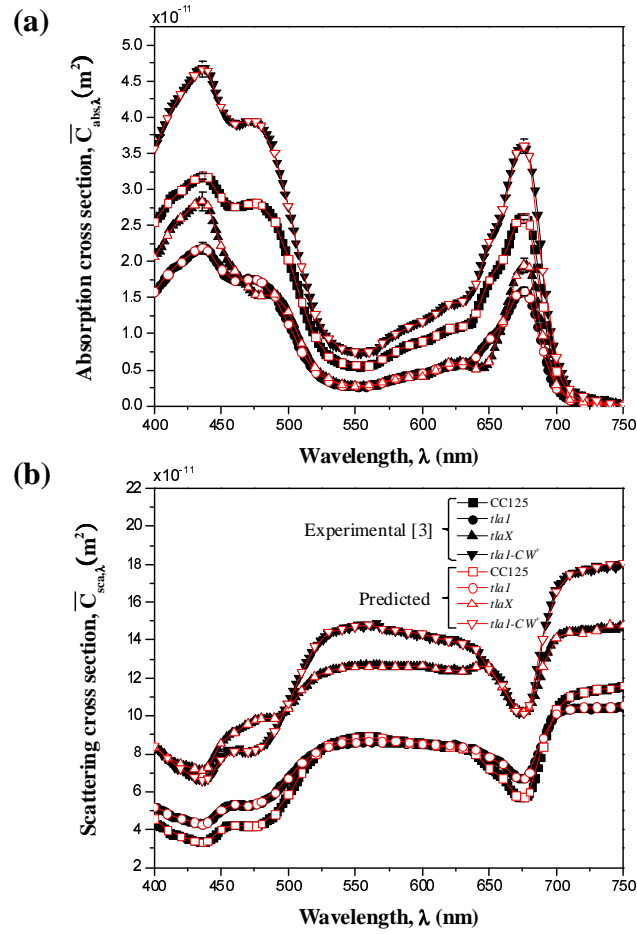 (a)
x10⁻¹¹
Absorption cross section, C̅abs,λ (m²)
5.0
4.5
4.0
3.5
3.0
2.5
2.0
1.5
1.0
0.5
0.0
400 450 500 550 600 650 700 750
Wavelength, λ (nm)
(b)
x10⁻¹¹
Scattering cross section, C̅sca,λ (m²)
22
20
18
16
14
12
10
8
6
4
2
Experimental [3]
CC125
tla1
tlaX
tla1-CW⁺
Predicted
CC125
tla1
tlaX
tla1-CW⁺
400 450 500 550 600 650 700 750
Wavelength, λ (nm)